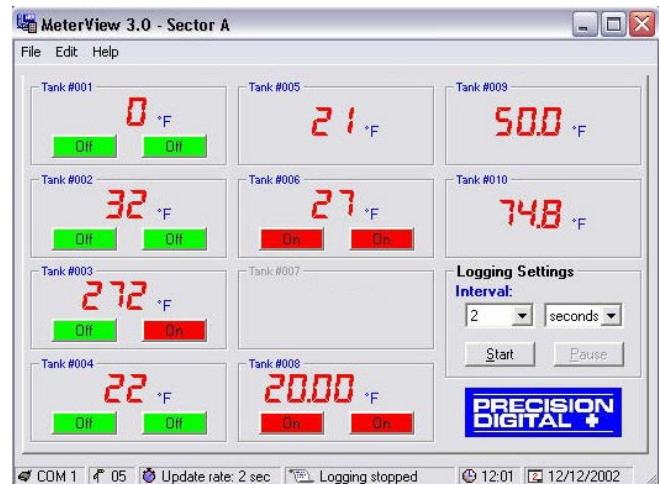 MeterView 3.0 - Sector A
File Edit Help
Tank #001
0 °F
Off Off
Tank #002
32 °F
Off Off
Tank #003
272 °F
Off On
Tank #004
22 °F
Off Off
Tank #005
21 °F
Tank #006
27 °F
On On
Tank #007
Tank #008
20.00 °F
On On
Tank #009
50.0 °F
Tank #010
74.8 °F
Logging Settings
Interval:
2 seconds
Start Pause
PRECISION
DIGITAL +
COM 1 05 Update rate: 2 sec Logging stopped 12:01 12/12/2002